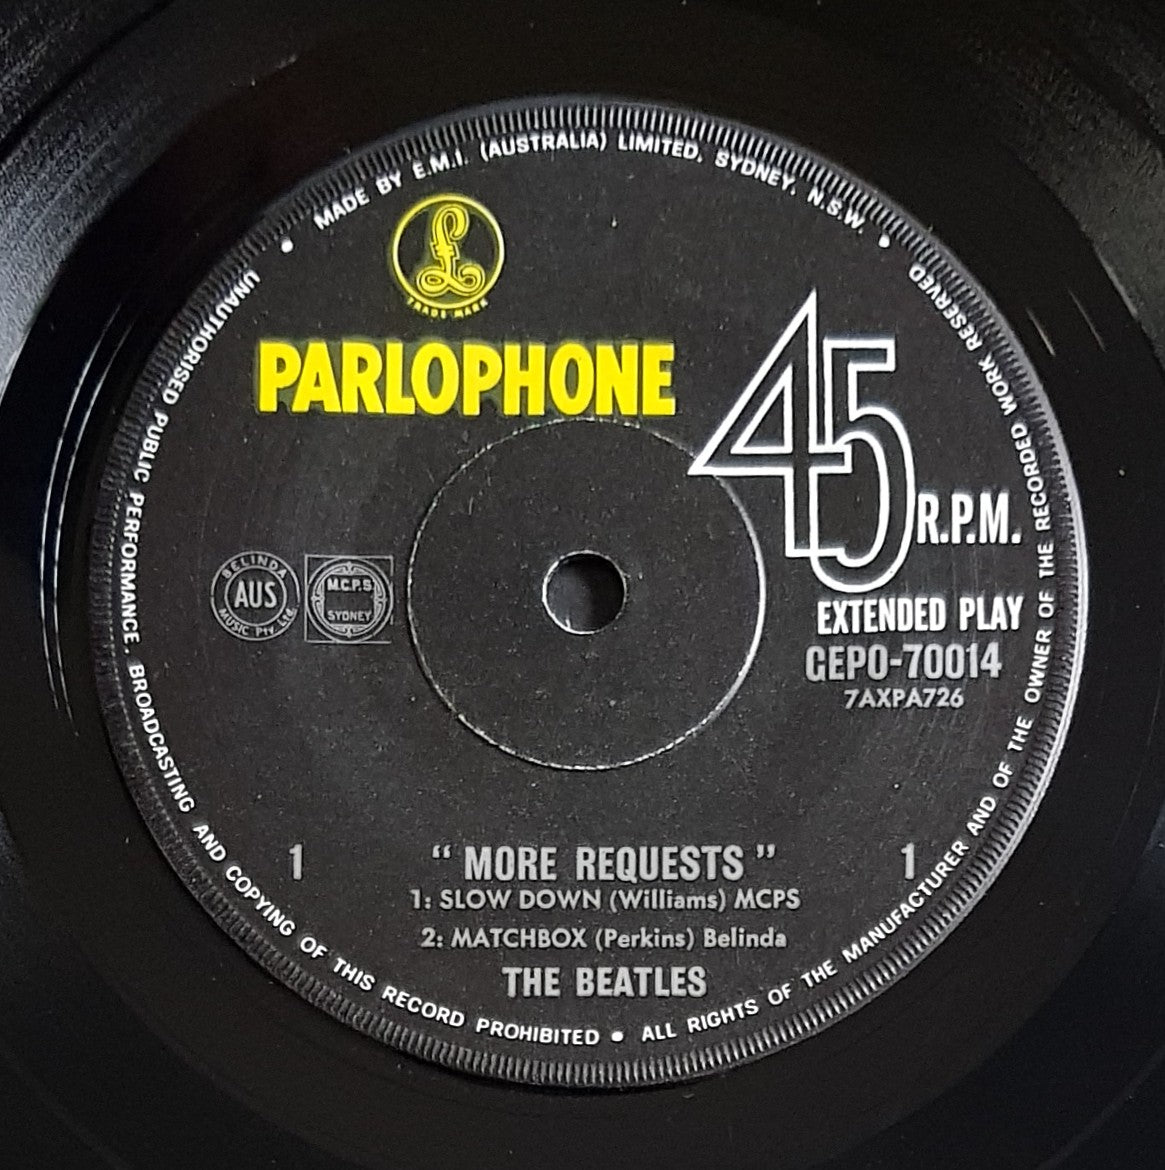 MADE BY E.M.I. (AUSTRALIA) LIMITED. SYDNEY. N.S.W.
UNAUTHORISED PUBLIC PERFORMANCE. BROADCASTING AND COPYING OF THIS RECORD PROHIBITED • ALL RIGHTS OF THE MANUFACTURER AND OF THE OWNER OF THE RECORDED WORK RESERVED
£
TRADE MARK
PARLOPHONE
45
R.P.M.
BELINDA
AUS
MUSIC Pty. Ltd.
M.C.P.S
SYDNEY
EXTENDED PLAY
GEPO-70014
7AXPA726
1 "MORE REQUESTS" 1
1: SLOW DOWN (Williams) MCPS
2: MATCHBOX (Perkins) Belinda
THE BEATLES